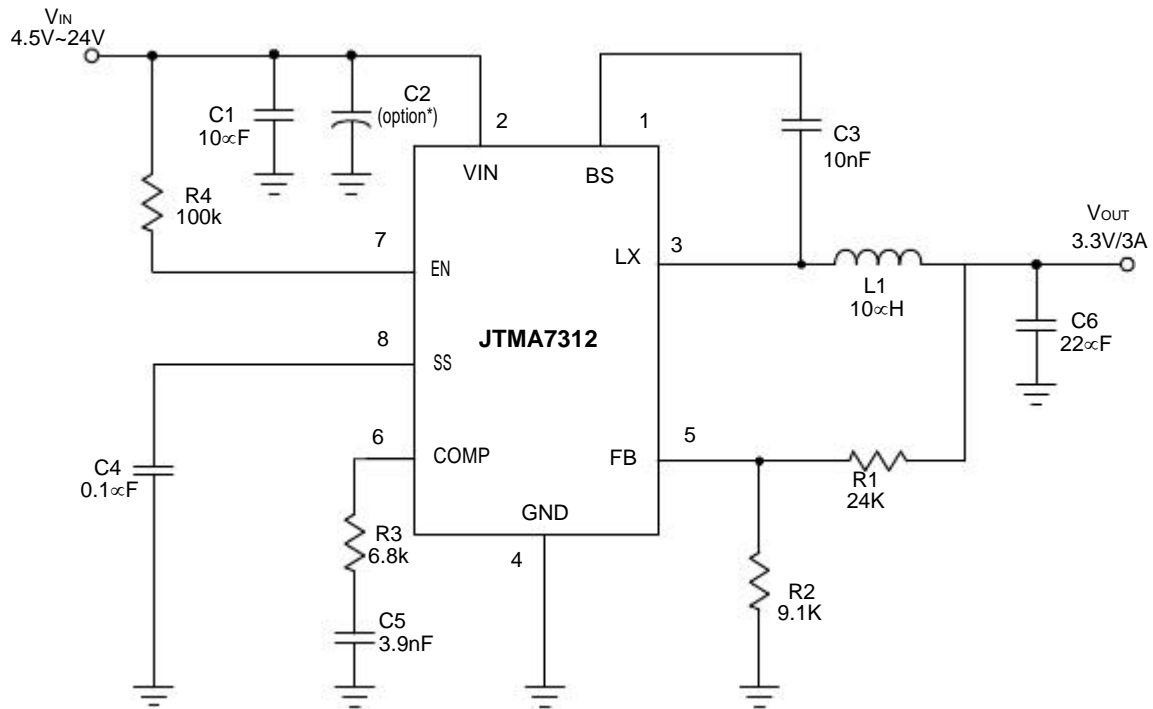 VIN
4.5V~24V
C1
10∝F
C2
(option*)
2
1
C3
10nF
VIN
BS
R4
100k
7
EN
LX
3
VOUT
3.3V/3A
L1
10∝H
C6
22∝F
8
SS
JTMA7312
6
COMP
FB
5
C4
0.1∝F
R1
24K
GND
4
R3
6.8k
R2
9.1K
C5
3.9nF